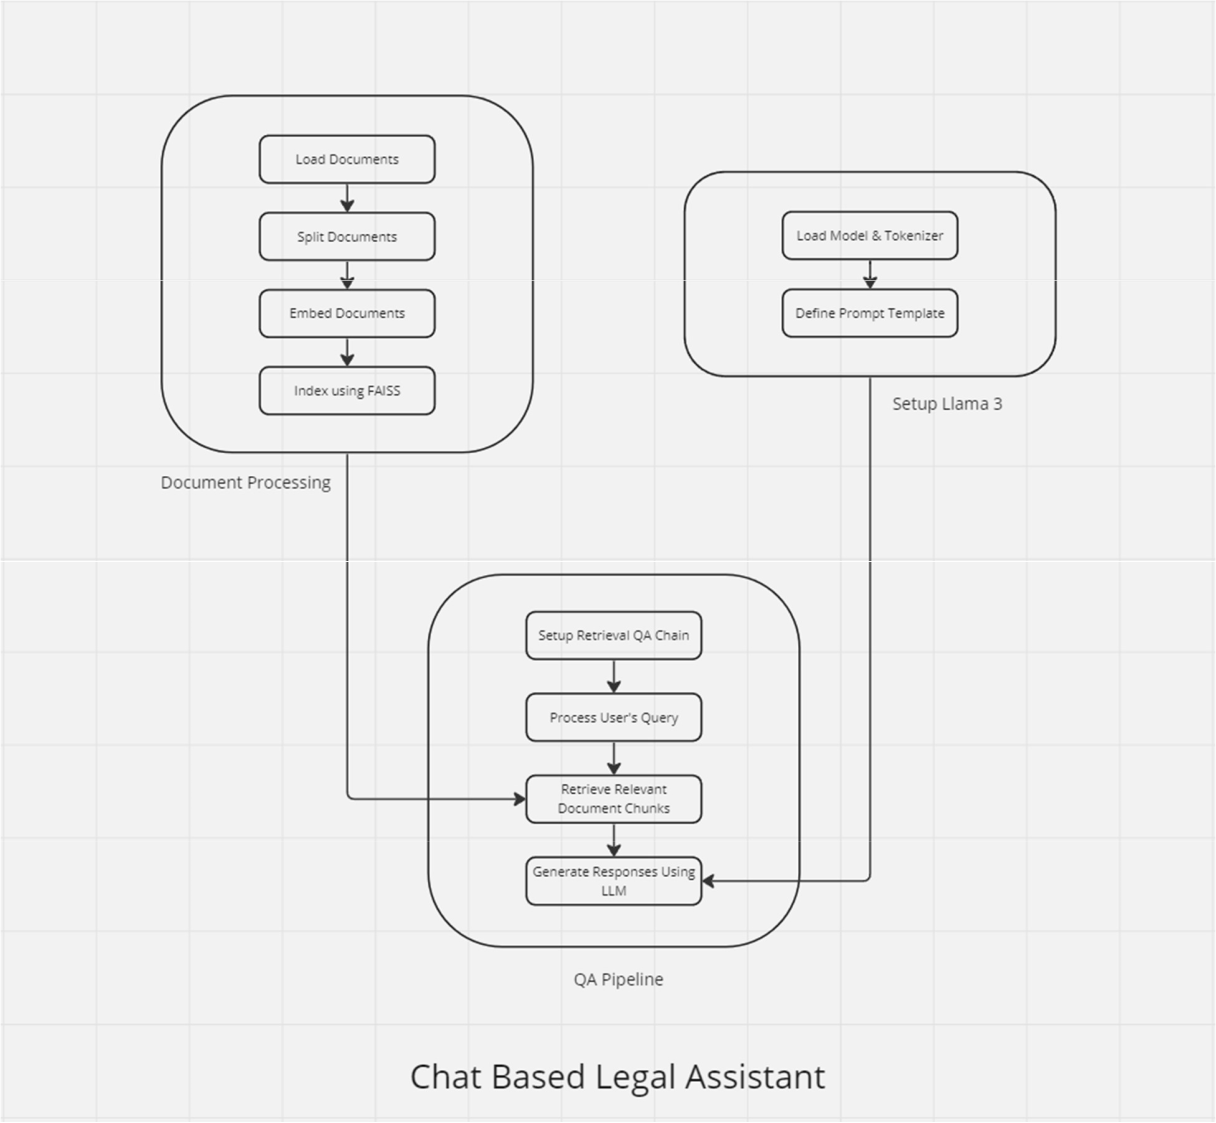 Load Documents
Split Documents
Embed Documents
Index using FAISS
Document Processing
Load Model & Tokenizer
Define Prompt Template
Setup Llama 3
Setup Retrieval QA Chain
Process User's Query
Retrieve Relevant
Document Chunks
Generate Responses Using
LLM
QA Pipeline
Chat Based Legal Assistant